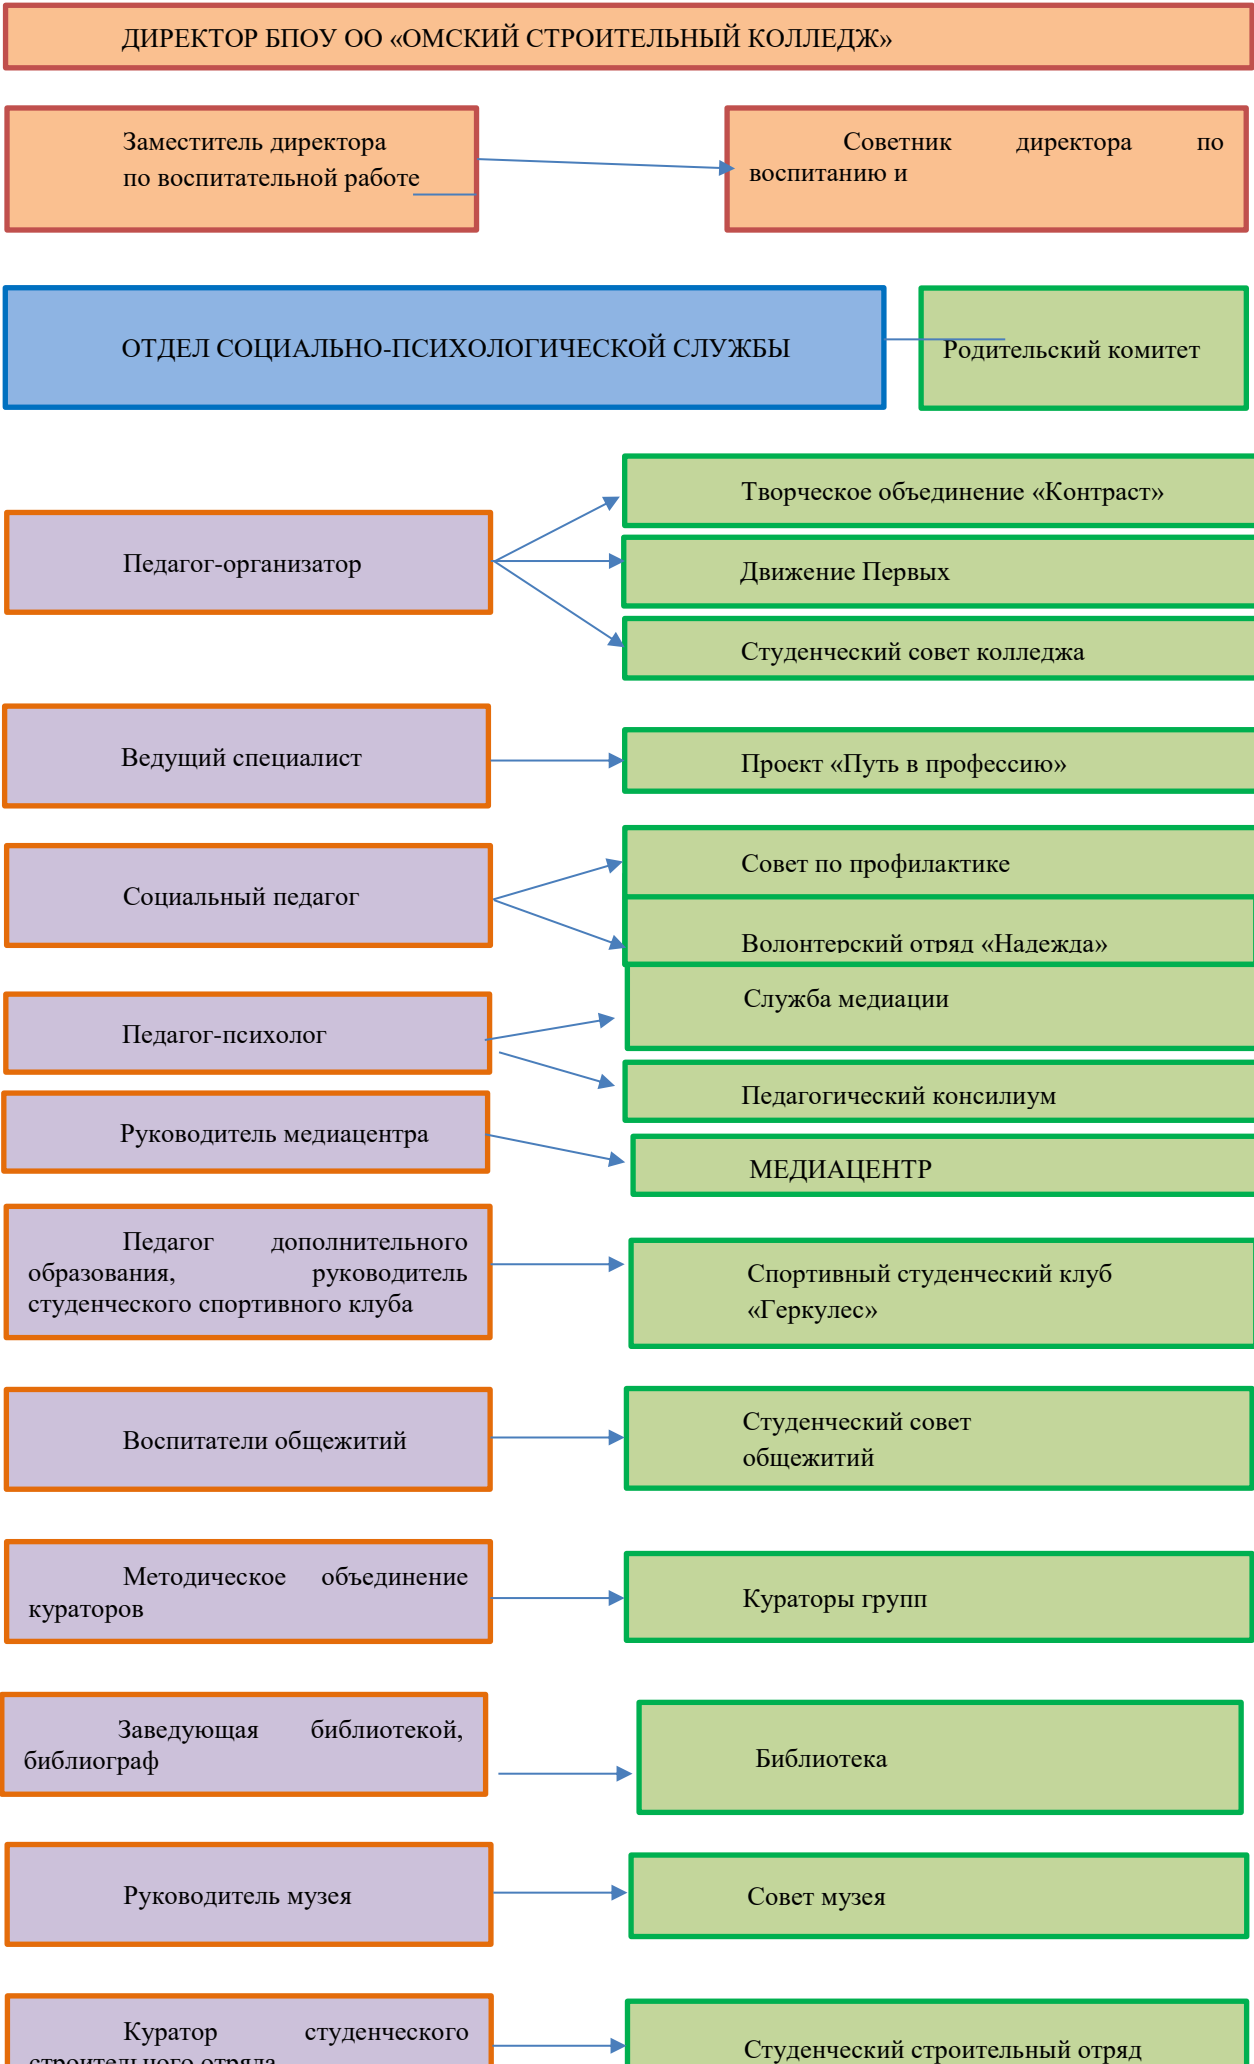 ДИРЕКТОР БПОУ ОО «ОМСКИЙ СТРОИТЕЛЬНЫЙ КОЛЛЕДЖ»
Заместитель директора
по воспитательной работе
Советник директора по
воспитанию и
ОТДЕЛ СОЦИАЛЬНО-ПСИХОЛОГИЧЕСКОЙ СЛУЖБЫ
Родительский комитет
Педагог-организатор
Творческое объединение «Контраст»
Движение Первых
Студенческий совет колледжа
Ведущий специалист
Проект «Путь в профессию»
Социальный педагог
Совет по профилактике
Волонтерский отряд «Надежда»
Педагог-психолог
Служба медиации
Педагогический консилиум
Руководитель медиацентра
МЕДИАЦЕНТР
Педагог дополнительного
образования, руководитель
студенческого спортивного клуба
Спортивный студенческий клуб
«Геркулес»
Воспитатели общежитий
Студенческий совет
общежитий
Методическое объединение
кураторов
Кураторы групп
Заведующая библиотекой,
библиограф
Библиотека
Руководитель музея
Совет музея
Куратор студенческого
строительного отряда
Студенческий строительный отряд